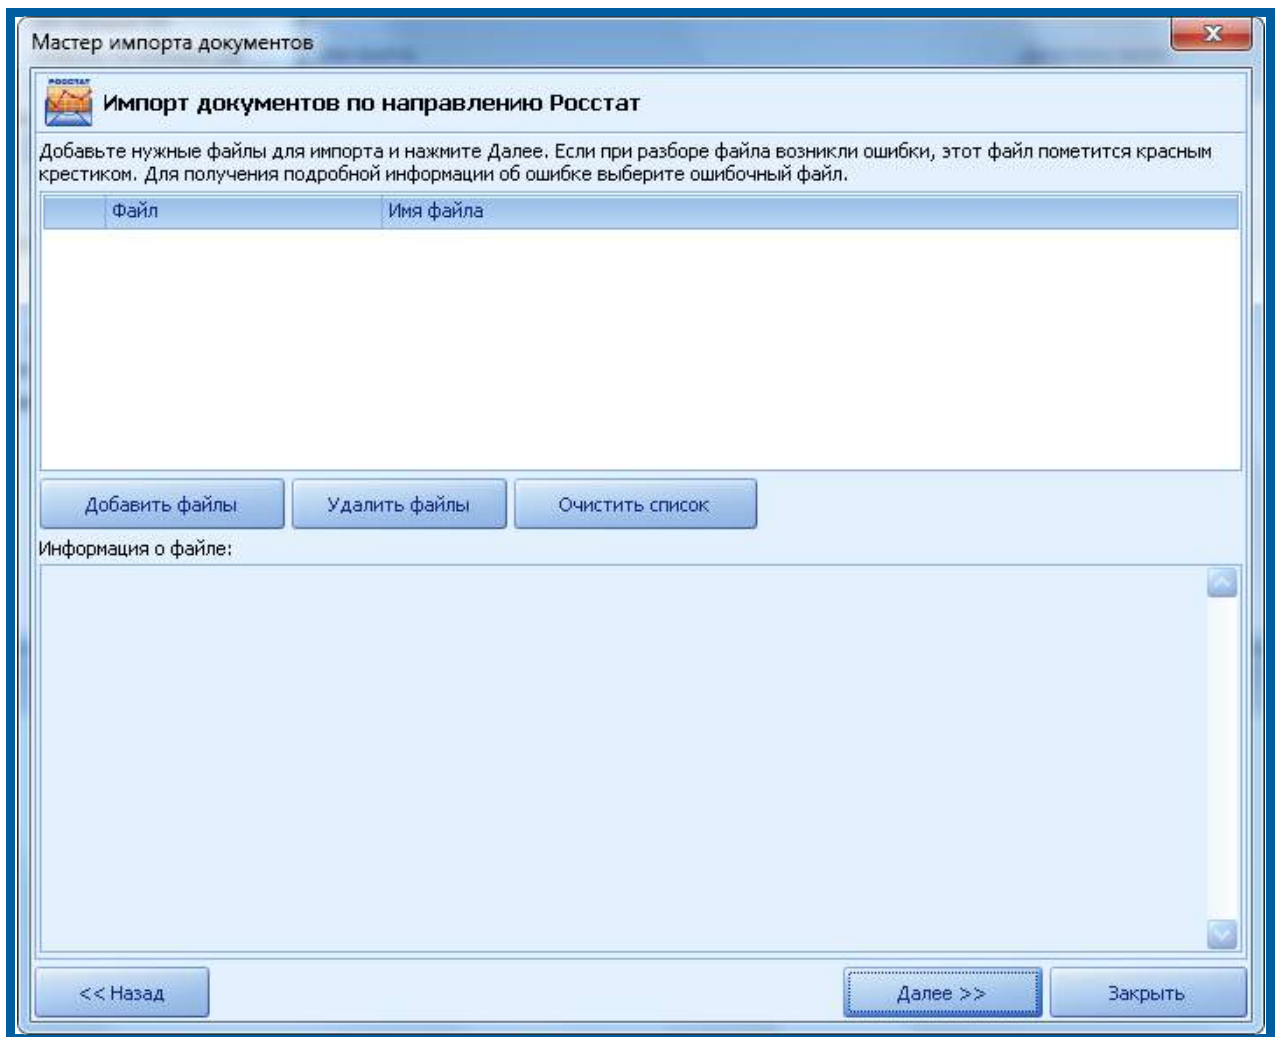 Мастер импорта документов
РОССТАТ
Импорт документов по направлению Росстат
Добавьте нужные файлы для импорта и нажмите Далее. Если при разборе файла возникли ошибки, этот файл пометится красным
крестиком. Для получения подробной информации об ошибке выберите ошибочный файл.
Файл Имя файла
Добавить файлы Удалить файлы Очистить список
Информация о файле:
<< Назад Далее >> Закрыть